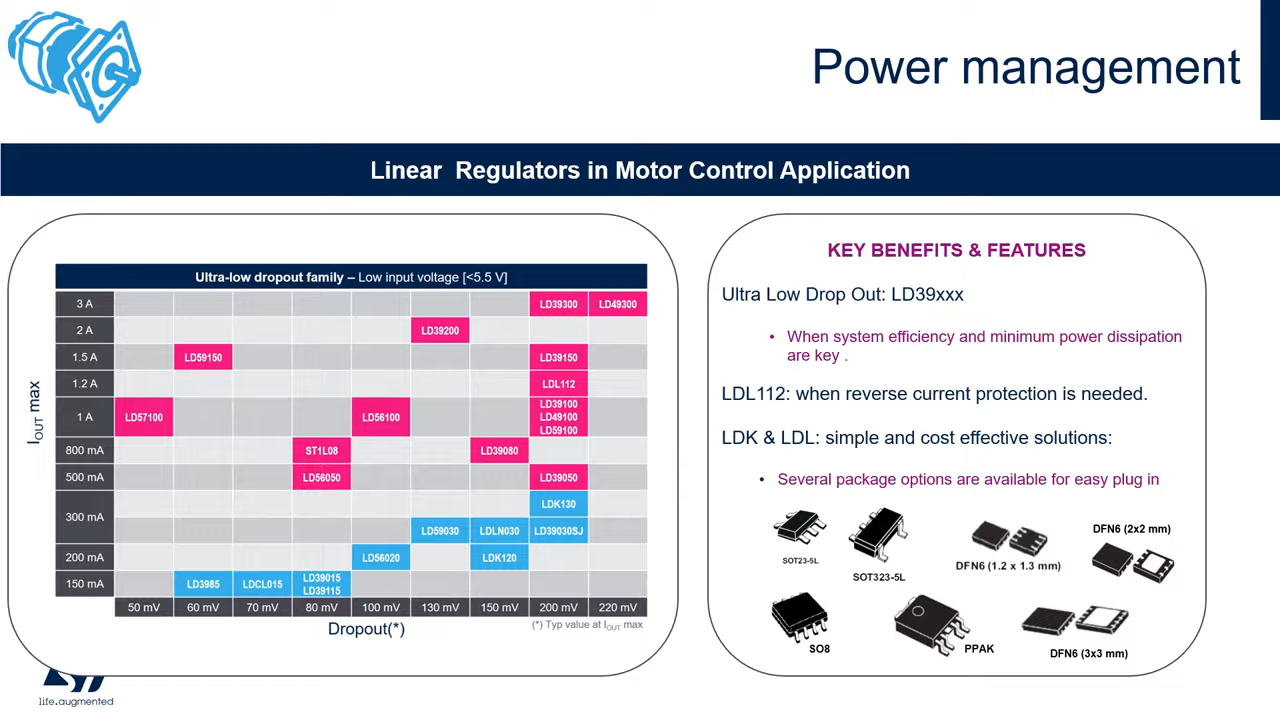 Power management
Linear Regulators in Motor Control Application
Ultra-low dropout family – Low input voltage [<5.5 V]
3 A LD39300 LD49300
2 A LD39200
1.5 A LD59150 LD39150
1.2 A LDL112
1 A LD57100 LD56100 LD39100 LD49100 LD59100
800 mA ST1L08 LD39080
500 mA LD56050 LD39050
300 mA LDK130
LD59030 LDLN030 LD39030SJ
200 mA LD56020 LDK120
150 mA LD3985 LDCL015 LD39015 LD39115
50 mV 60 mV 70 mV 80 mV 100 mV 130 mV 150 mV 200 mV 220 mV
IOUT max
Dropout(*)
(*) Typ value at IOUT max
KEY BENEFITS & FEATURES
Ultra Low Drop Out: LD39xxx
• When system efficiency and minimum power dissipation
are key .
LDL112: when reverse current protection is needed.
LDK & LDL: simple and cost effective solutions:
• Several package options are available for easy plug in
SOT23-5L
SOT323-5L
DFN6 (1.2 x 1.3 mm)
DFN6 (2x2 mm)
SO8
PPAK
DFN6 (3x3 mm)
life.augmented